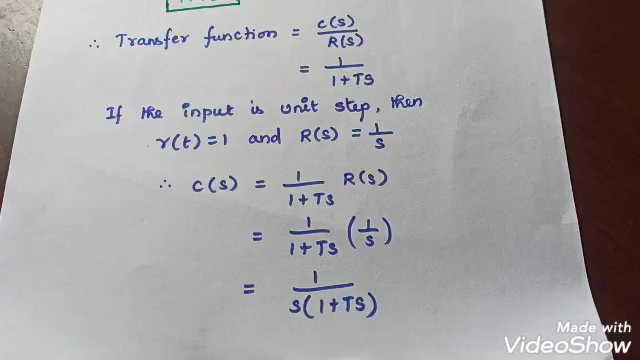 ∴ Transfer function = C(s)/R(s)
= 1/1+TS
If the input is unit step, then
r(t)=1 and R(s) = 1/s
∴ C(s) = 1/1+TS R(s)
= 1/1+TS (1/s)
= 1/S(1+TS)
Made with
VideoShow